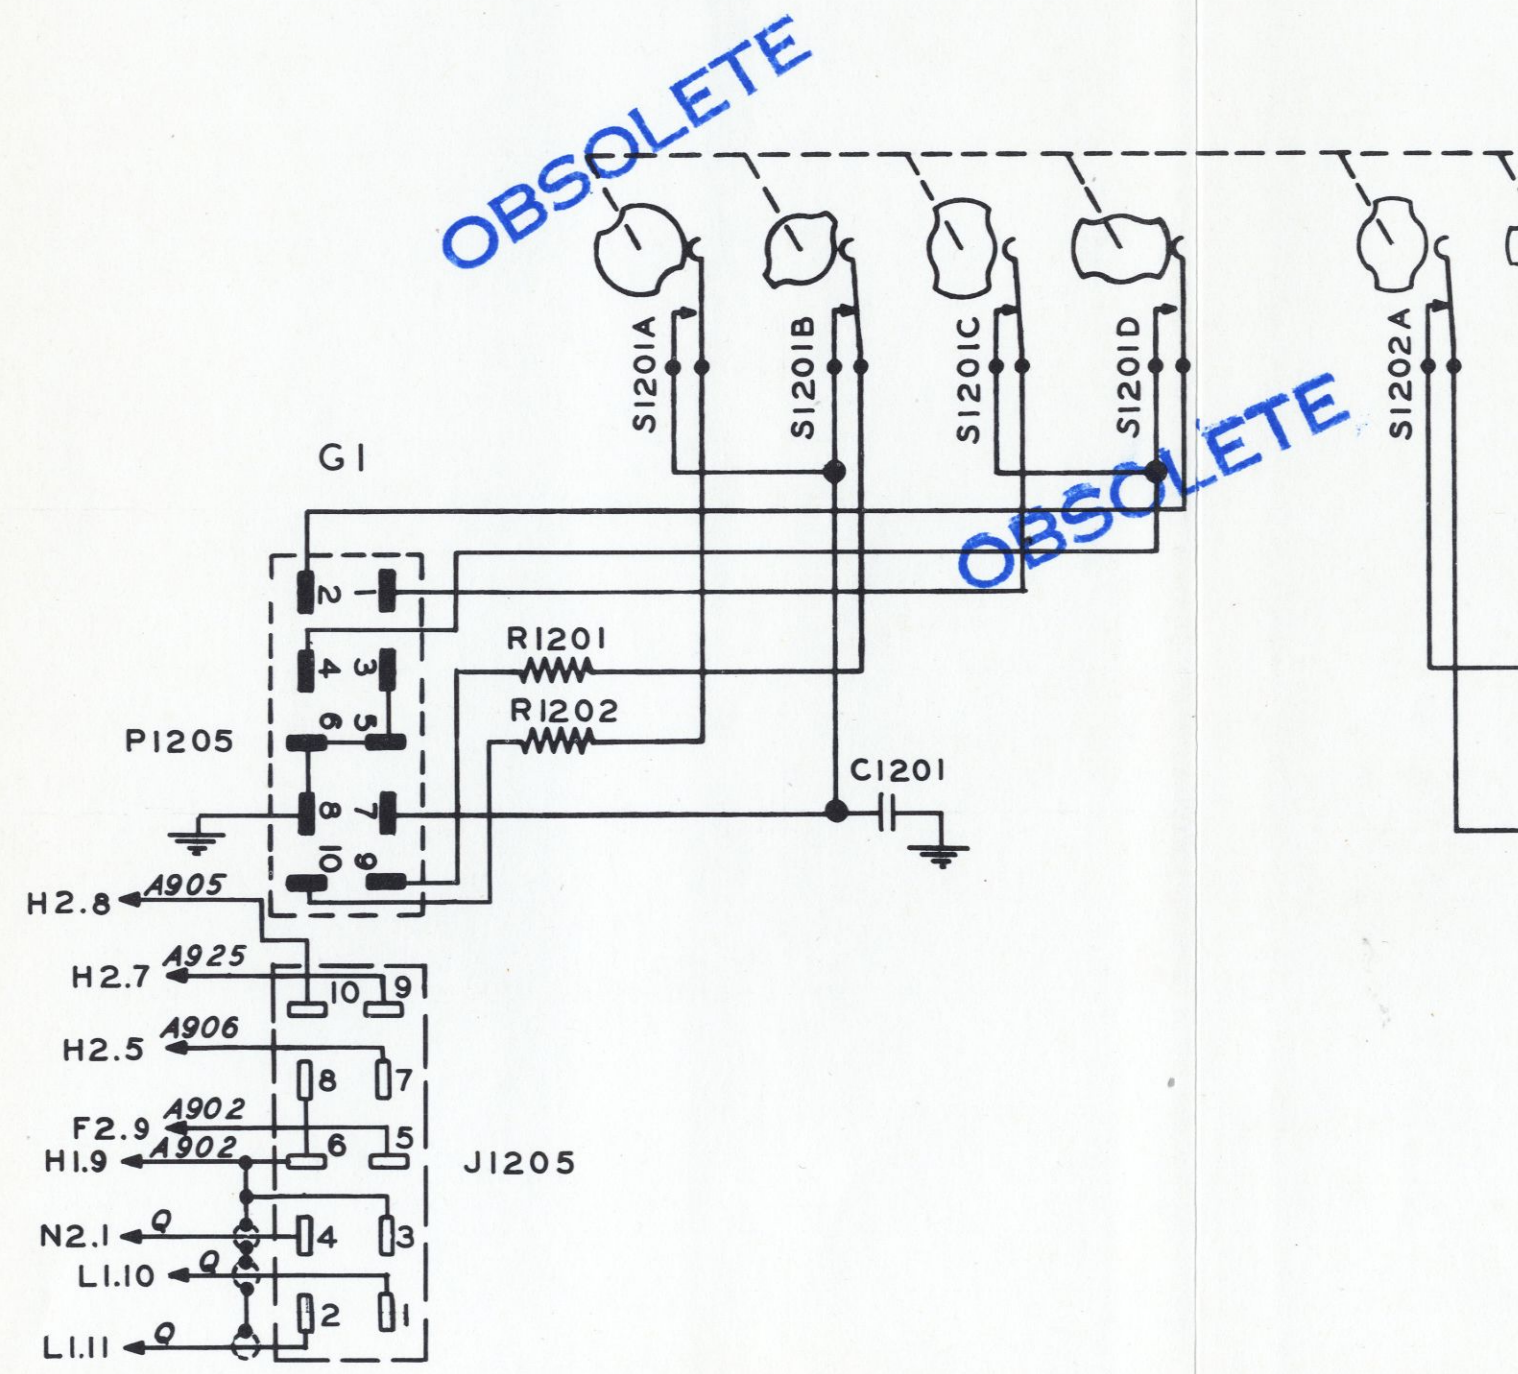 OBSOLETE
S1201A
S1201B
S1201C
S1201D
S1202A
OBSOLETE
G1
2 1
R1201
4 3
R1202
6 5
P1205
C1201
8 7
10 9
A905
H2.8
A925
H2.7
10 9
A906
H2.5
8 7
A902
F2.9
5
A902
6
H1.9
J1205
Q
N2.1
4 3
Q
L1.10
2 1
Q
L1.11